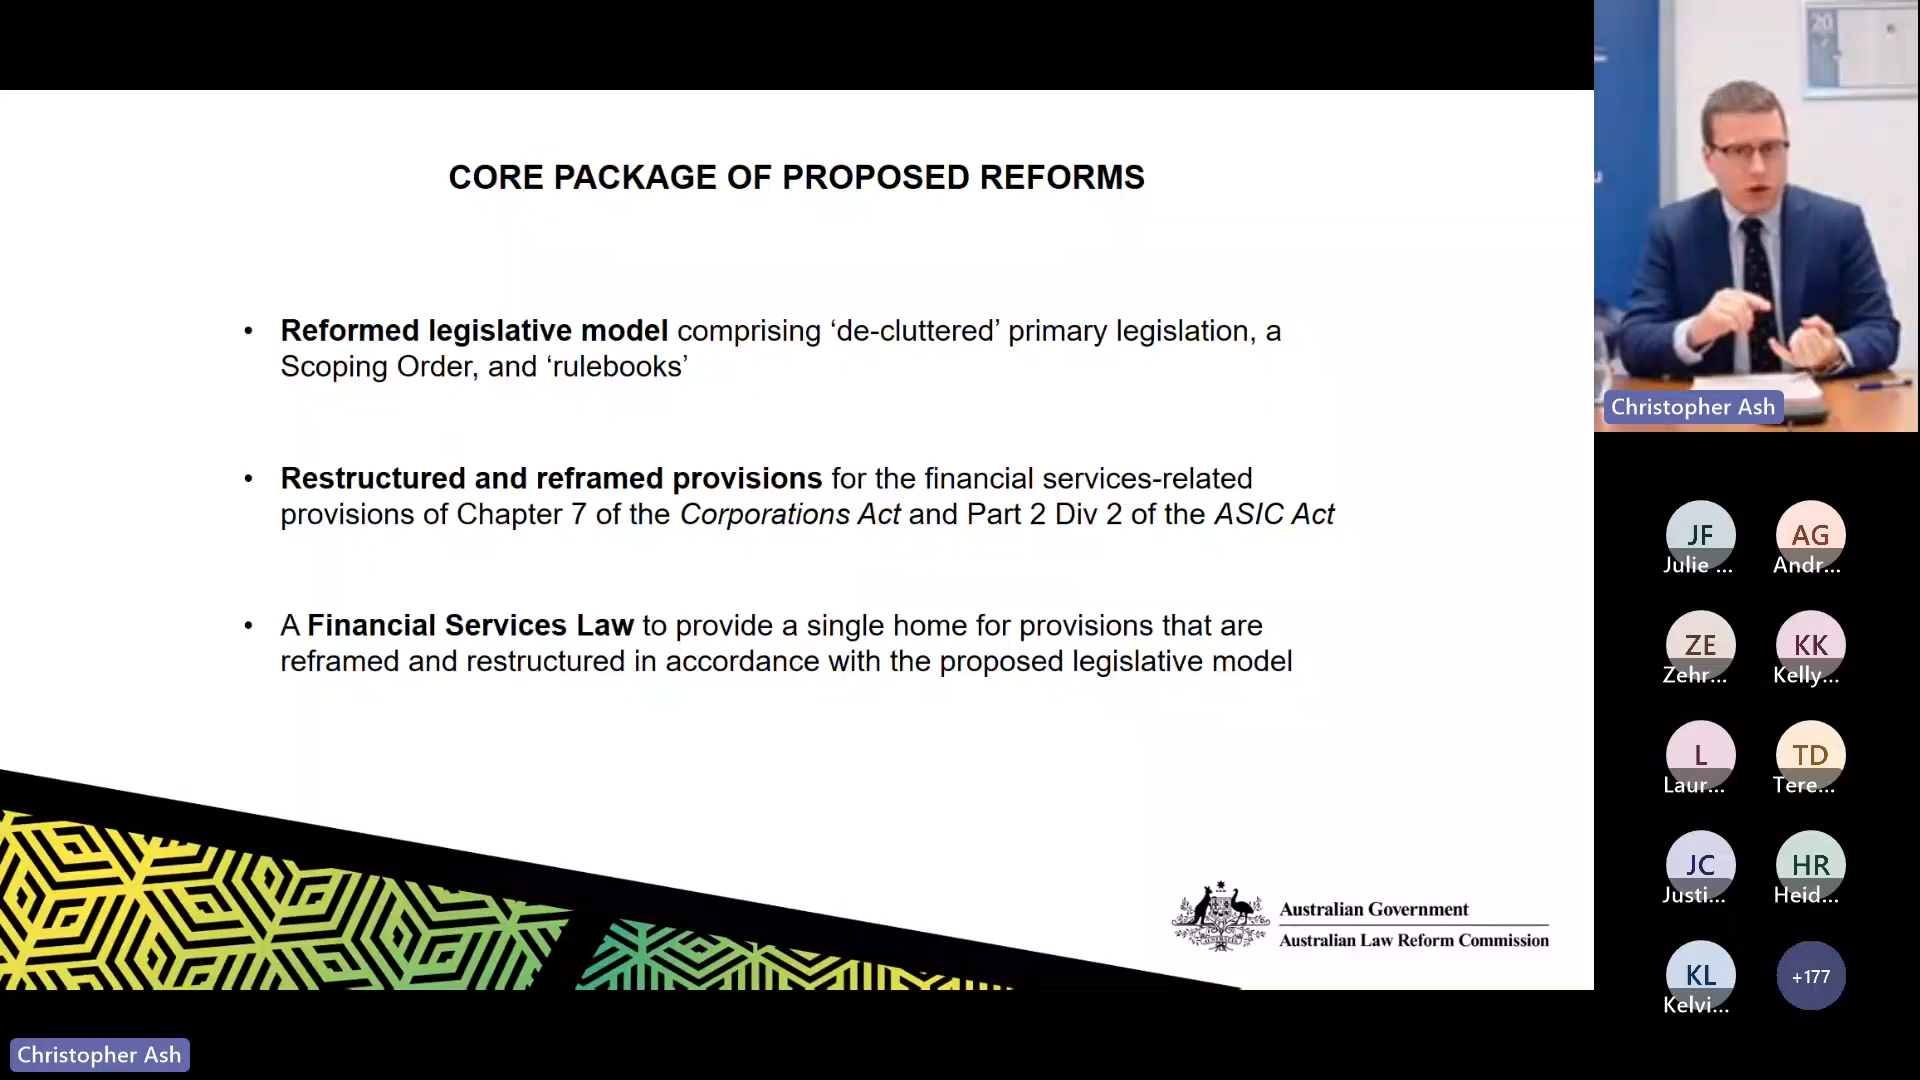 CORE PACKAGE OF PROPOSED REFORMS
• Reformed legislative model comprising ‘de-cluttered’ primary legislation, a
Scoping Order, and ‘rulebooks’
• Restructured and reframed provisions for the financial services-related
provisions of Chapter 7 of the Corporations Act and Part 2 Div 2 of the ASIC Act
• A Financial Services Law to provide a single home for provisions that are
reframed and restructured in accordance with the proposed legislative model
Australian Government
Australian Law Reform Commission
Christopher Ash
20
Christopher Ash
JF
Julie ...
AG
Andr...
ZE
Zehr...
KK
Kelly...
L
Laur...
TD
Tere...
JC
Justi...
HR
Heid...
KL
Kelvi...
+177